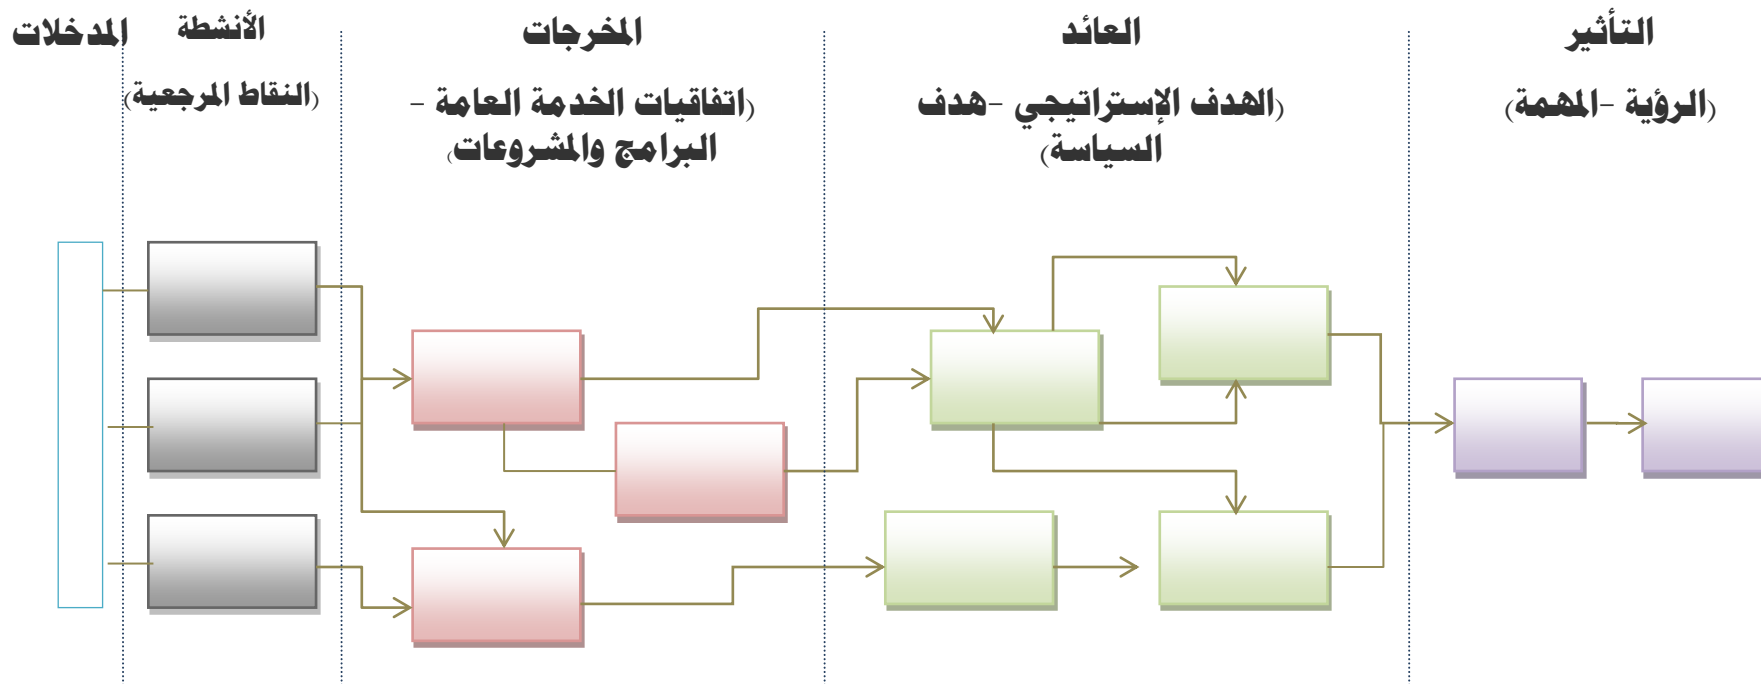 المدخلات
الأنشطة
(النقاط المرجعية)
المخرجات
(اتفاقيات الخدمة العامة –
البرامج والمشروعات)
العائد
(الهدف الإستراتيجي –هدف
السياسة)
التأثير
(الرؤية –المهمة)